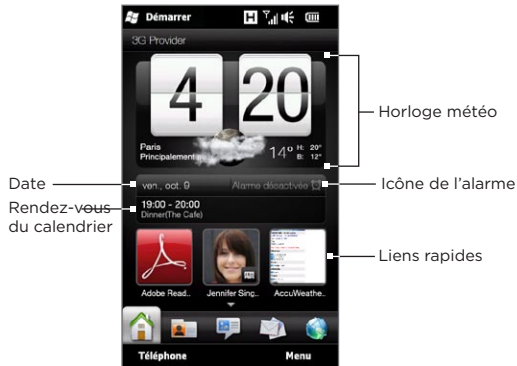 Démarrer
3G Provider
4 20
Horloge météo
Paris
Principalement
14° H: 20°
B: 12°
Date
ven., oct. 9 Alarme désactivée
Icône de l'alarme
Rendez-vous
du calendrier
19:00 - 20:00
Dinner(The Cafe)
Liens rapides
Adobe Read.. Jennifer Sing.. AccuWeathe..
Téléphone Menu